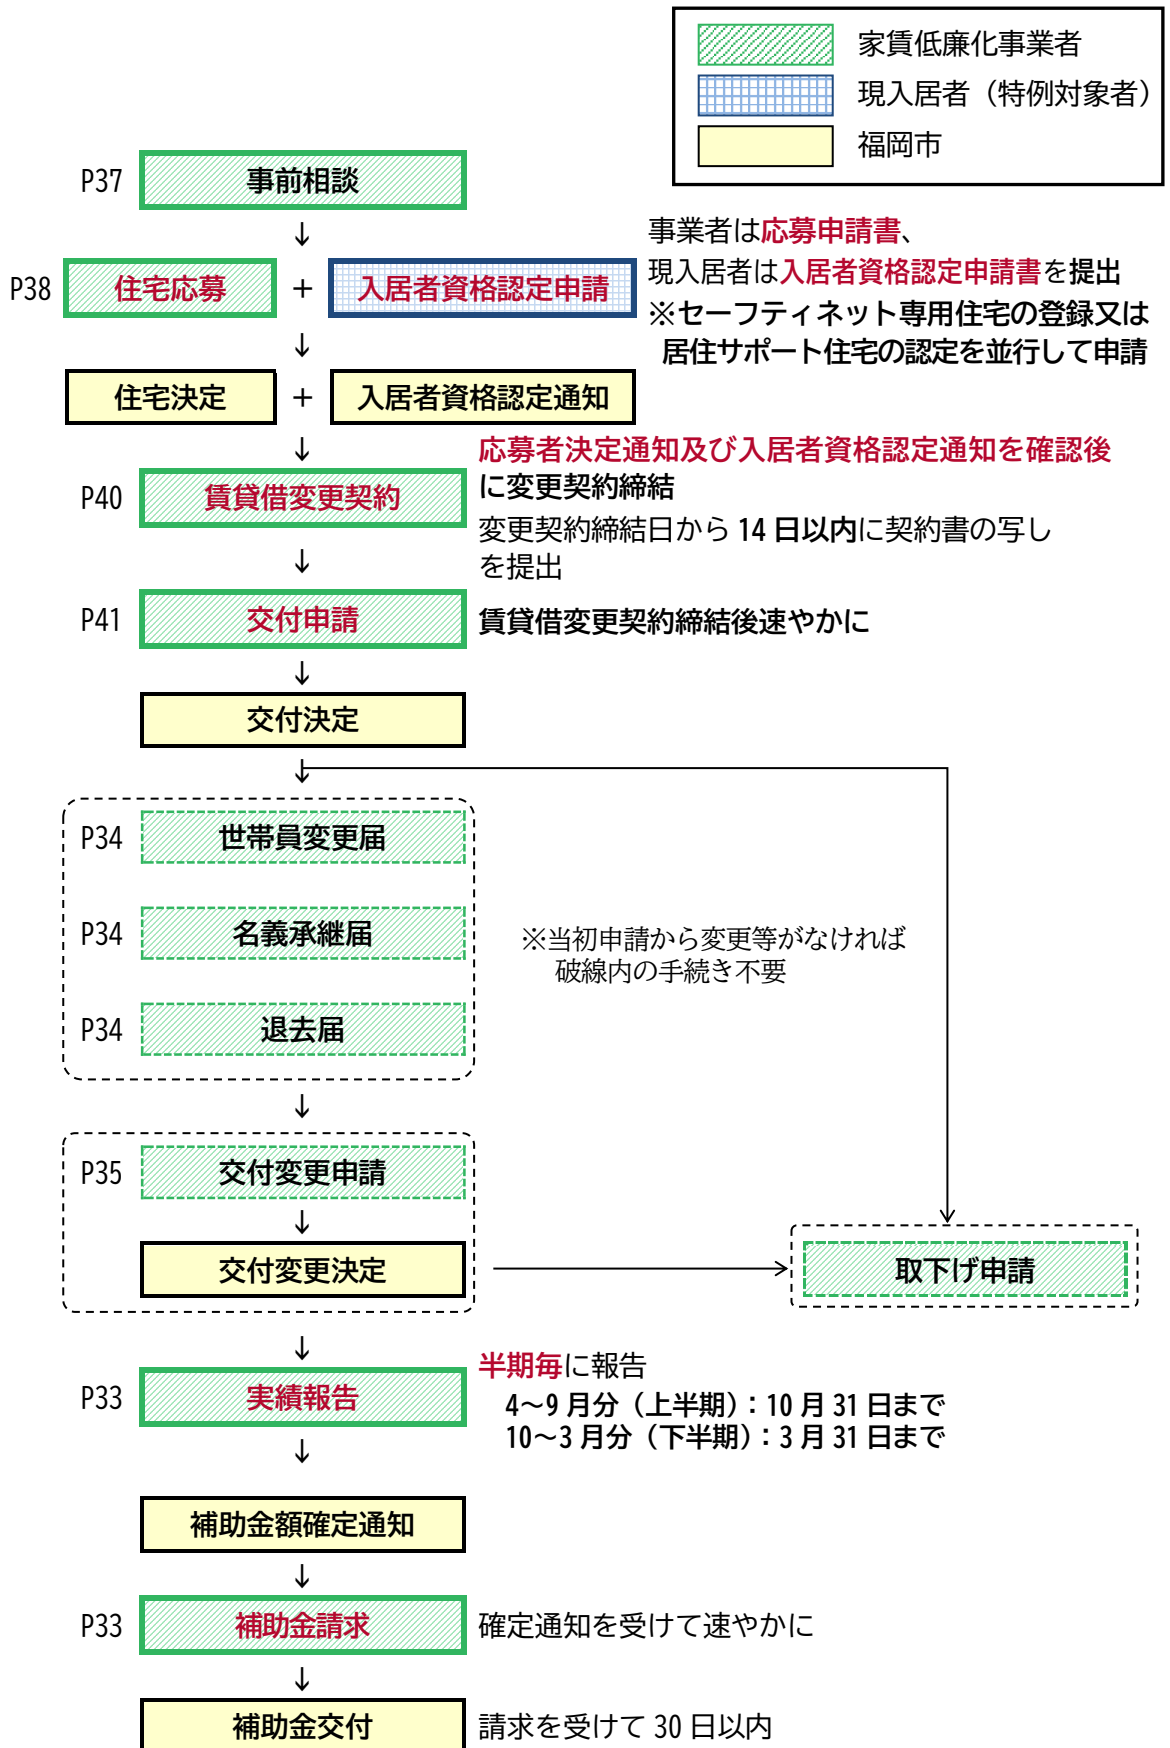 家賃低廉化事業者
現入居者（特例対象者）
福岡市
P37 事前相談
↓
事業者は応募申請書、
現入居者は入居者資格認定申請書を提出
※セーフティネット専用住宅の登録又は
居住サポート住宅の認定を並行して申請
P38 住宅応募 ＋ 入居者資格認定申請
↓
住宅決定 ＋ 入居者資格認定通知
↓
応募者決定通知及び入居者資格認定通知を確認後
に変更契約締結
P40 賃貸借変更契約
変更契約締結日から 14 日以内に契約書の写し
を提出
↓
P41 交付申請 賃貸借変更契約締結後速やかに
↓
交付決定
↓
P34 世帯員変更届
P34 名義承継届
※当初申請から変更等がなければ
破線内の手続き不要
P34 退去届
↓
P35 交付変更申請
↓
交付変更決定
取下げ申請
↓
半期毎に報告
P33 実績報告
4～9 月分（上半期）：10 月 31 日まで
10～3 月分（下半期）：3 月 31 日まで
↓
補助金額確定通知
↓
P33 補助金請求 確定通知を受けて速やかに
↓
補助金交付 請求を受けて 30 日以内